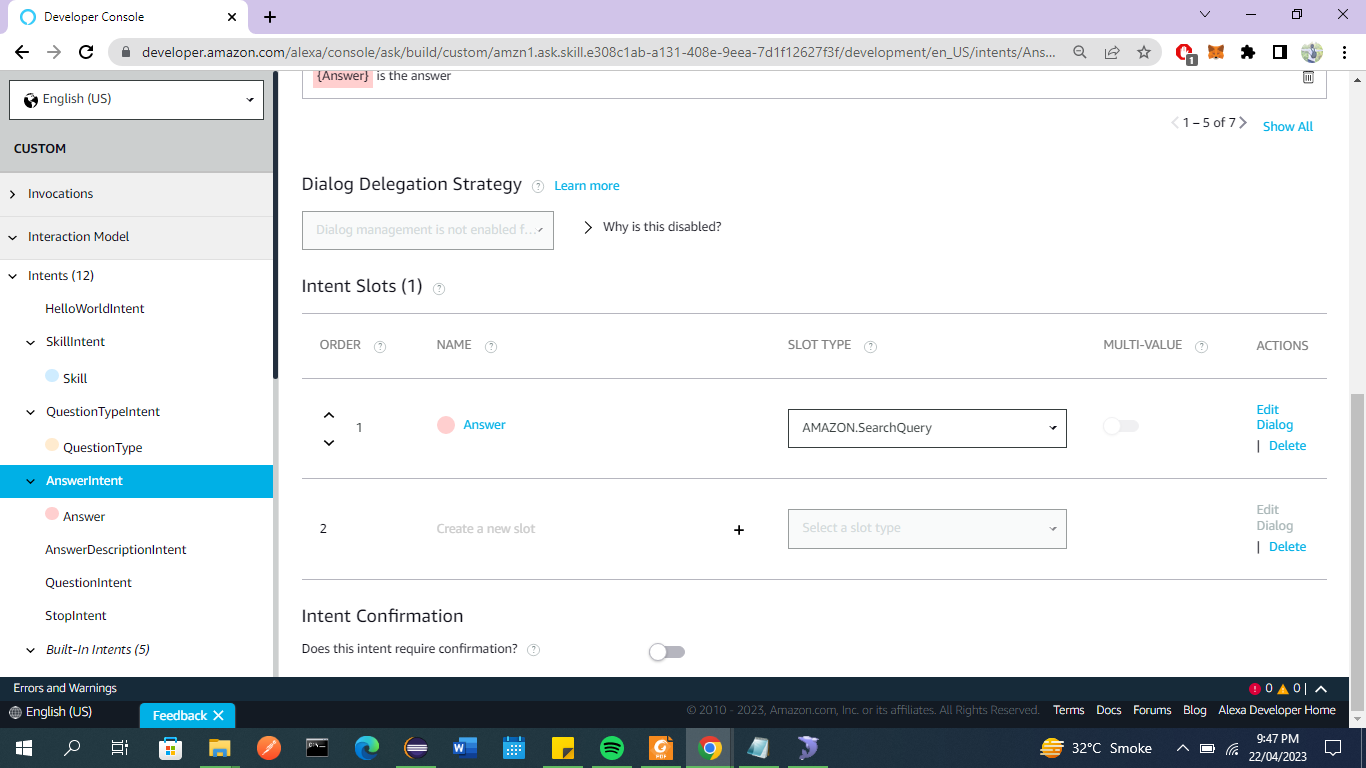 Developer Console
developer.amazon.com/alexa/console/ask/build/custom/amzn1.ask.skill.e308c1ab-a131-408e-9eea-7d1f12627f3f/development/en_US/intents/Ans...
1
English (US)
CUSTOM
Invocations
Interaction Model
Intents (12)
HelloWorldIntent
SkillIntent
Skill
QuestionTypeIntent
QuestionType
AnswerIntent
Answer
AnswerDescriptionIntent
QuestionIntent
StopIntent
Built-In Intents (5)
{Answer} is the answer
1 – 5 of 7
Show All
Dialog Delegation Strategy ? Learn more
Dialog management is not enabled f...
Why is this disabled?
Intent Slots (1) ?
ORDER ? NAME ? SLOT TYPE ? MULTI-VALUE ? ACTIONS
1 Answer AMAZON.SearchQuery Edit Dialog | Delete
2 Create a new slot + Select a slot type Edit Dialog | Delete
Intent Confirmation
Does this intent require confirmation? ?
Errors and Warnings
0 0 |
English (US)
Feedback
© 2010 - 2023, Amazon.com, Inc. or its affiliates. All Rights Reserved.
Terms Docs Forums Blog Alexa Developer Home
32°C Smoke
9:47 PM
22/04/2023